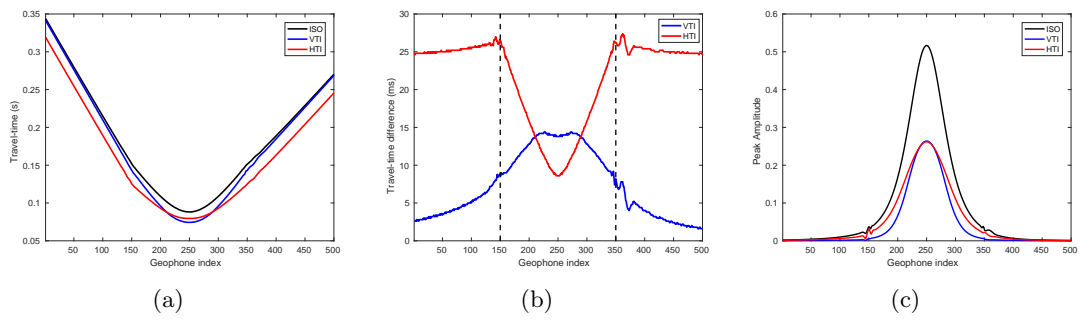 0.35
0.3
0.25
0.2
0.15
0.1
0.05
Travel-time (s)
1 50 100 150 200 250 300 350 400 450 500
Geophone index
ISO
VTI
HTI
(a)
30
25
20
15
10
5
0
Travel-time difference (ms)
1 50 100 150 200 250 300 350 400 450 500
Geophone index
VTI
HTI
(b)
0.6
0.5
0.4
0.3
0.2
0.1
0
Peak Amplitude
1 50 100 150 200 250 300 350 400 450 500
Geophone index
ISO
VTI
HTI
(c)